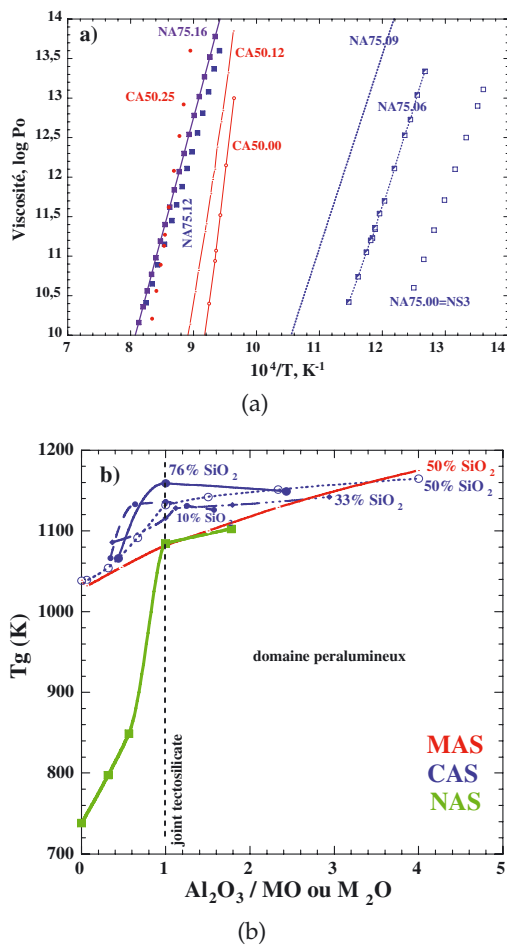 a)
NA75.16
CA50.12
NA75.09
CA50.25
NA75.06
CA50.00
NA75.12
NA75.00=NS3
Viscosité, log Po
14
13,5
13
12,5
12
11,5
11
10,5
10
7 8 9 10 11 12 13 14
10⁴/T, K⁻¹
(a)
b)
76% SiO₂
50% SiO₂
50% SiO₂
33% SiO₂
10% SiO₂
Tg (K)
1200
1100
1000
900
800
700
domaine peralumineux
joint tectosilicate
MAS
CAS
NAS
0 1 2 3 4 5
Al₂O₃ / MO ou M₂O
(b)